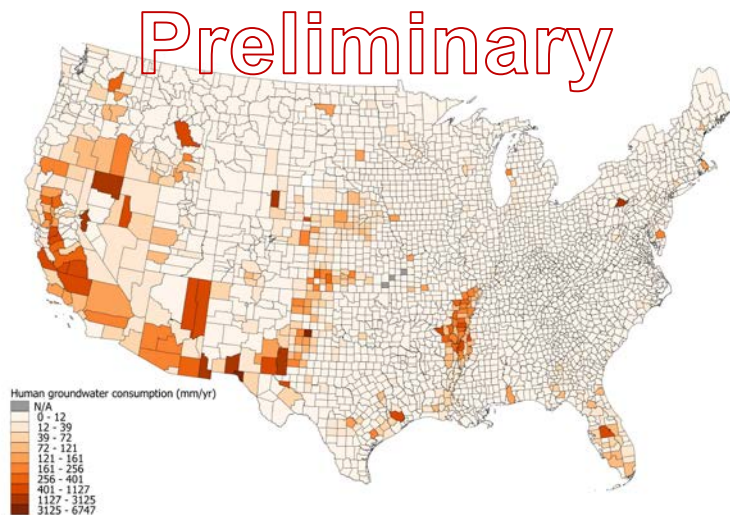 Preliminary
Human groundwater consumption (mm/yr)
N/A
0 - 12
12 - 39
39 - 72
72 - 121
121 - 161
161 - 256
256 - 401
401 - 1127
1127 - 3125
3125 - 6747